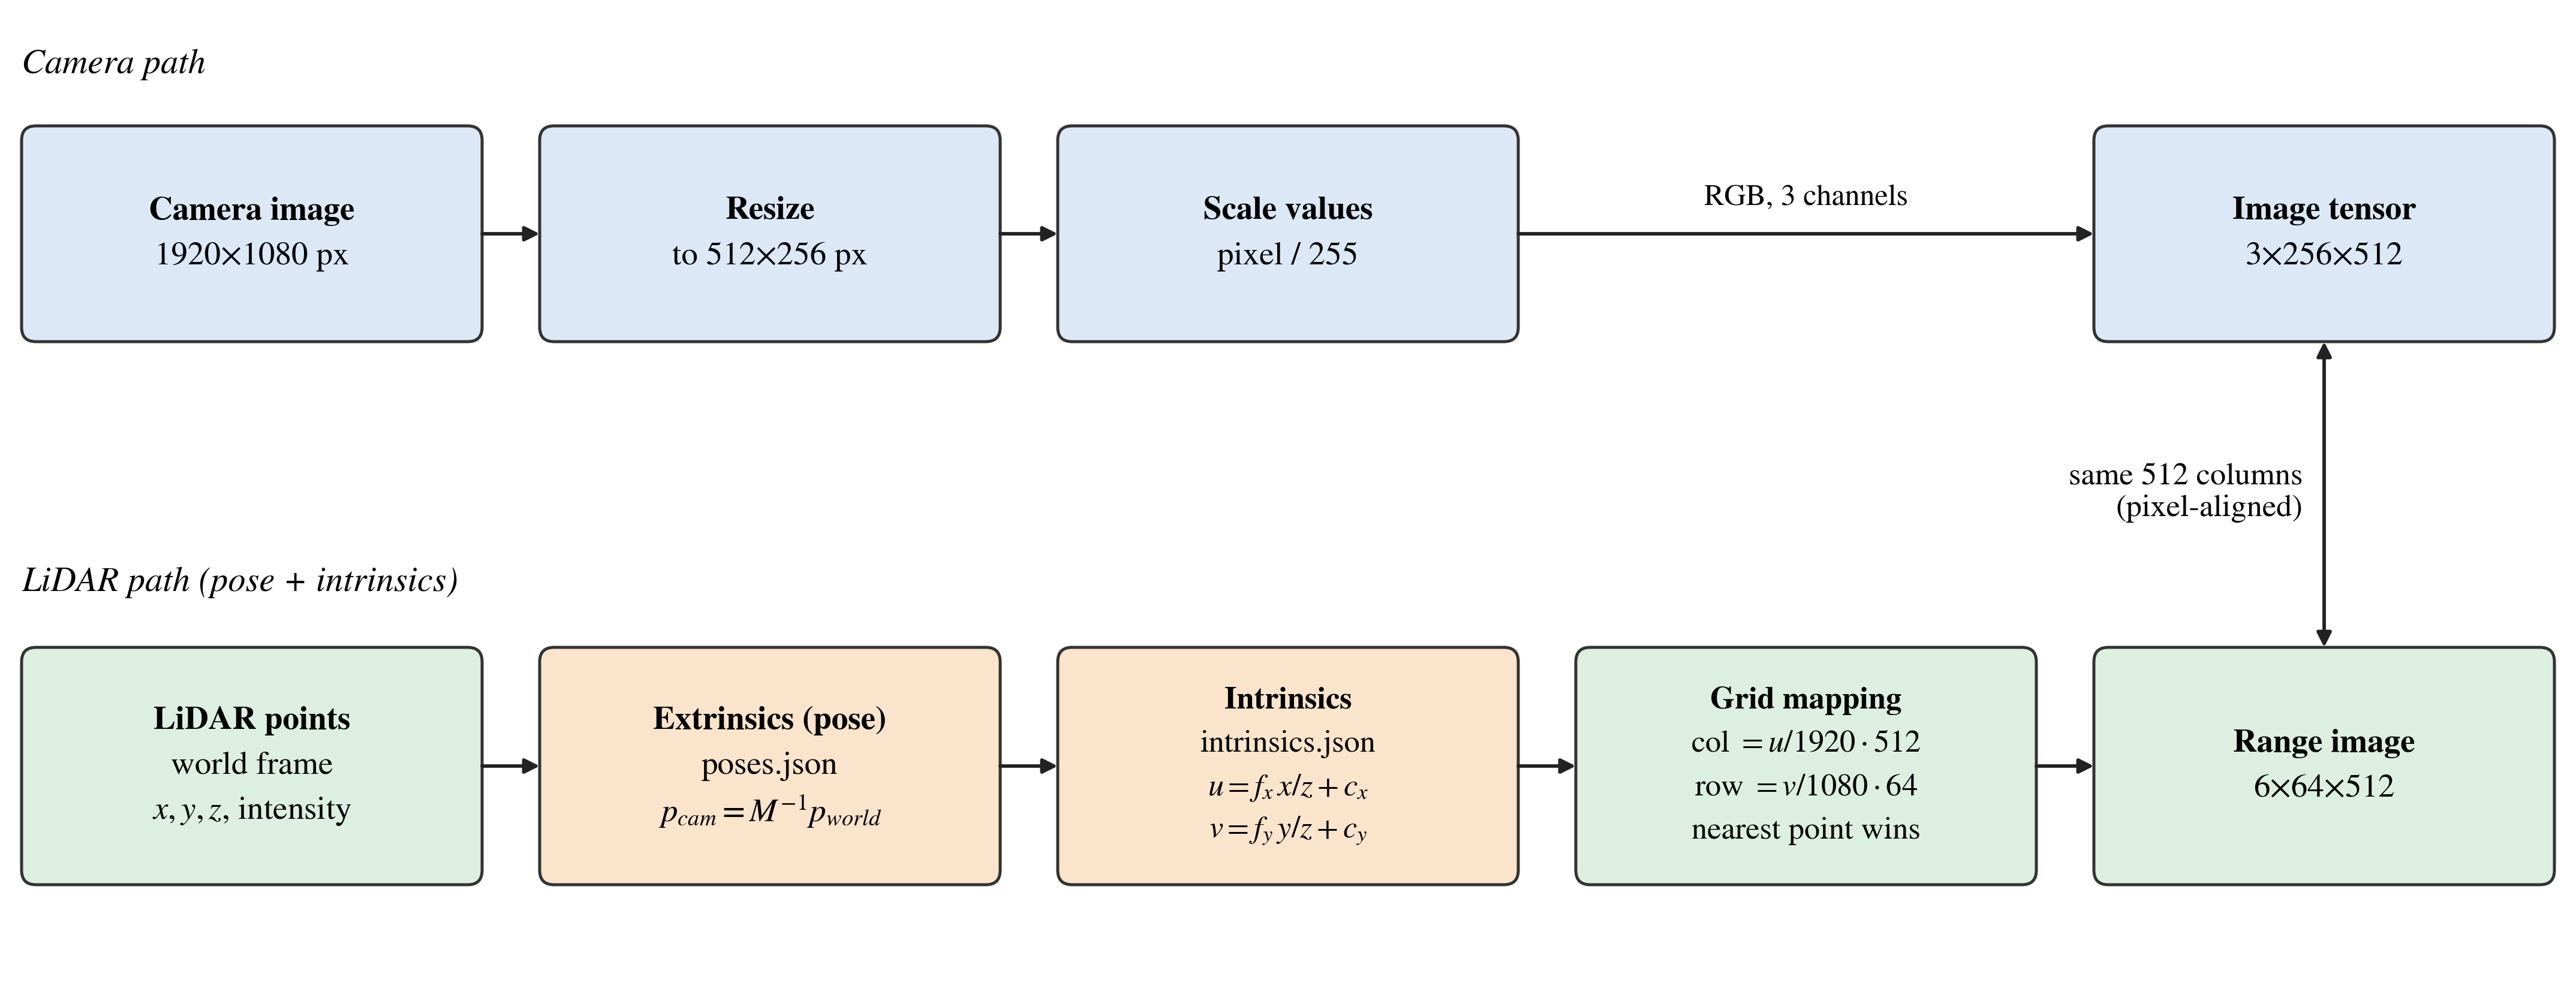 Camera path
Camera image
1920×1080 px
Resize
to 512×256 px
Scale values
pixel / 255
RGB, 3 channels
Image tensor
3×256×512
same 512 columns
(pixel-aligned)
LiDAR path (pose + intrinsics)
LiDAR points
world frame
x, y, z, intensity
Extrinsics (pose)
poses.json
p_cam = M⁻¹ p_world
Intrinsics
intrinsics.json
u = f_x x/z + c_x
v = f_y y/z + c_y
Grid mapping
col = u/1920 · 512
row = v/1080 · 64
nearest point wins
Range image
6×64×512